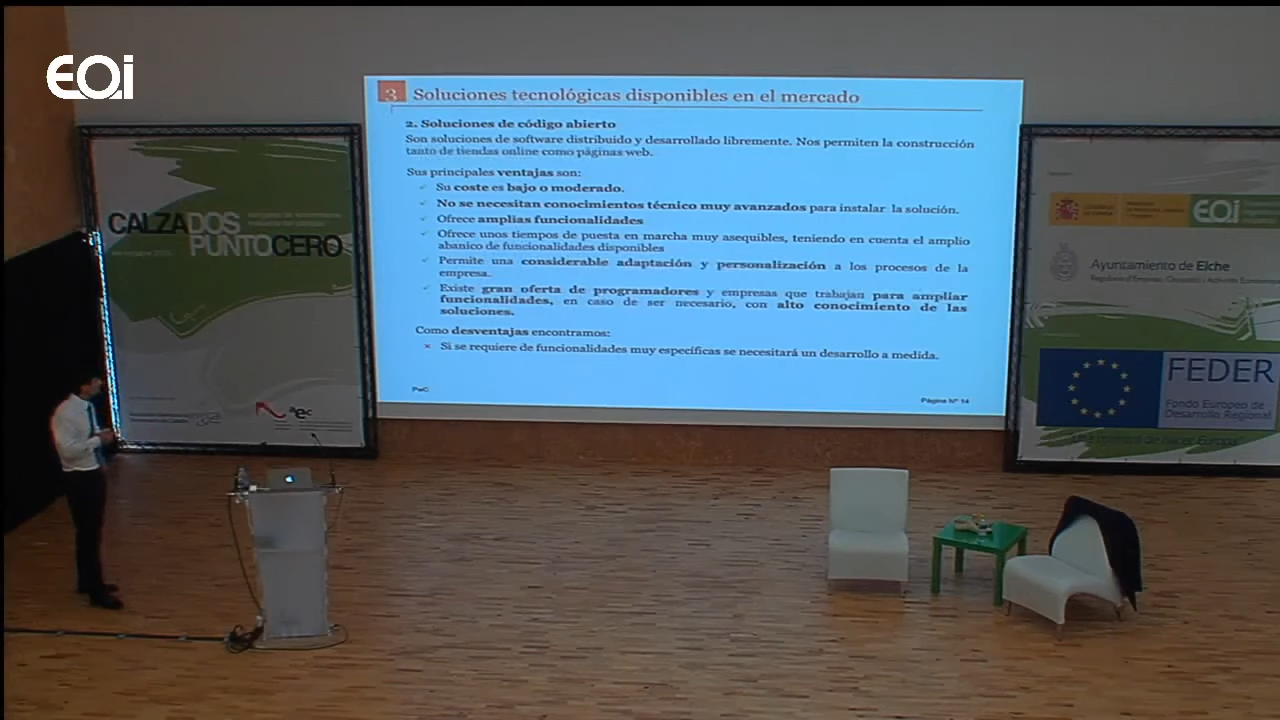 EOi
3 Soluciones tecnológicas disponibles en el mercado
2. Soluciones de código abierto
Son soluciones de software distribuido y desarrollado libremente. Nos permiten la construcción
tanto de tiendas online como páginas web.
Sus principales ventajas son:
✓ Su coste es bajo o moderado.
✓ No se necesitan conocimientos técnico muy avanzados para instalar la solución.
✓ Ofrece amplias funcionalidades
✓ Ofrece unos tiempos de puesta en marcha muy asequibles, teniendo en cuenta el amplio
abanico de funcionalidades disponibles
✓ Permite una considerable adaptación y personalización a los procesos de la
empresa.
✓ Existe gran oferta de programadores y empresas que trabajan para ampliar
funcionalidades, en caso de ser necesario, con alto conocimiento de las
soluciones.
Como desventajas encontramos:
× Si se requiere de funcionalidades muy específicas se necesitará un desarrollo a medida.
PwC
Página Nº 14
CALZADOS
PUNTOCERO
aec
EOi
Ayuntamiento de Elche
FEDER
Fondo Europeo de
Desarrollo Regional